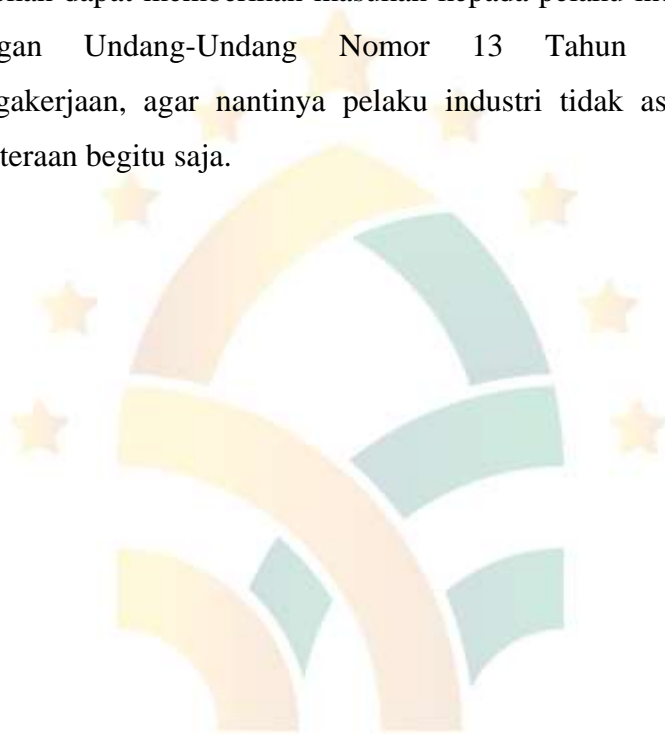 dapat memberikan masukan kepada pelaku
Undang-Undang Nomor 13 Tahun
gakerjaan, agar nantinya pelaku industri tidak as
teraan begitu saja.